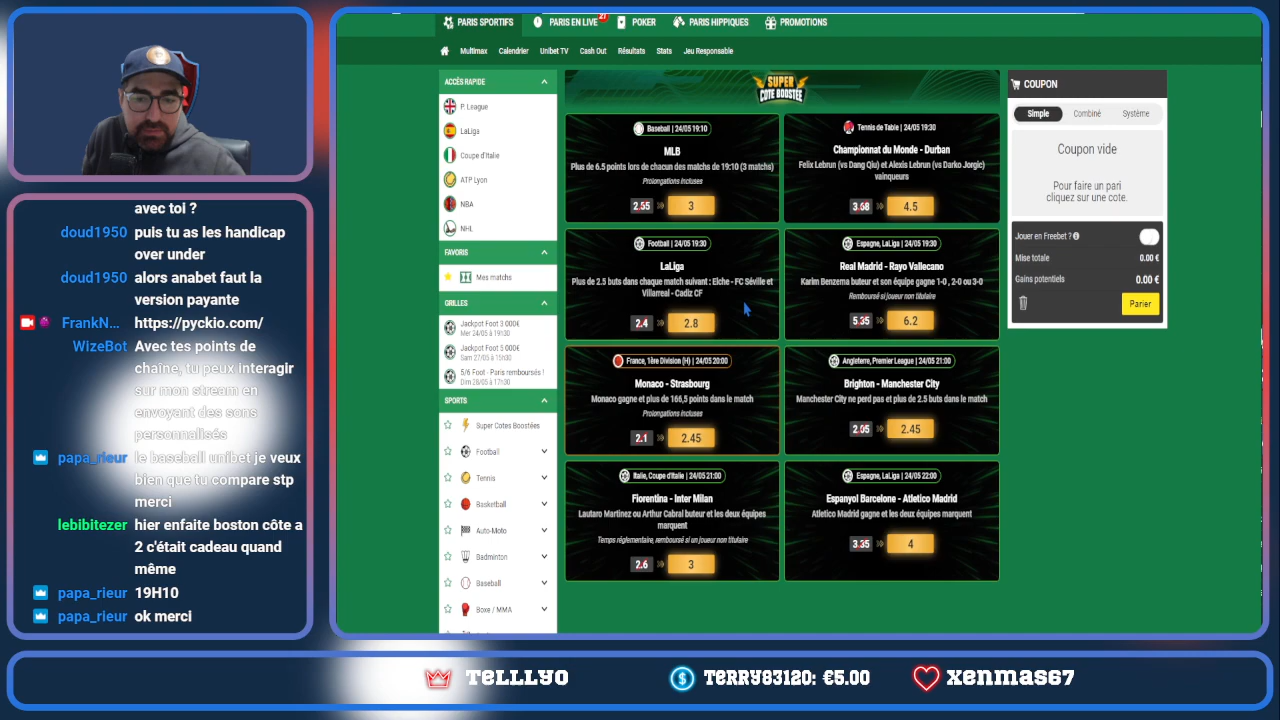 PARIS SPORTIFS
PARIS EN LIVE 27
POKER
PARIS HIPPIQUES
PROMOTIONS
Multimax
Calendrier
Unibet TV
Cash Out
Résultats
Stats
Jeu Responsable
avec toi ?
doud1950 puis tu as les handicap
over under
doud1950 alors anabet faut la
version payante
FrankN... https://pyckio.com/
WizeBot Avec tes points de
chaîne, tu peux interagir
sur mon stream en
envoyant des sons
personnalisés
papa_rieur le baseball unibet je veux
bien que tu compare stp
merci
lebibitezer hier enfaite boston côte a
2 c'était cadeau quand
même
papa_rieur 19H10
papa_rieur ok merci
ACCÈS RAPIDE
P. League
LaLiga
Coupe d'Italie
ATP Lyon
NBA
NHL
FAVORIS
Mes matchs
GRILLES
Jackpot Foot 3 000€
Mer 24/05 à 19h30
Jackpot Foot 5 000€
Sam 27/05 à 15h30
5/6 Foot - Paris remboursés !
Dim 28/05 à 17h30
SPORTS
Super Cotes Boostées
Football
Tennis
Basketball
Auto-Moto
Badminton
Baseball
Boxe / MMA
SUPER
COTE BOOSTÉE
Baseball | 24/05 19:10
MLB
Plus de 6.5 points lors de chacun des matchs de 19:10 (3 matchs)
Prolongations incluses
2.55 3
Tennis de Table | 24/05 19:30
Championnat du Monde - Durban
Felix Lebrun (vs Dang Qiu) et Alexis Lebrun (vs Darko Jorgic)
vainqueurs
3.68 4.5
Football | 24/05 19:30
LaLiga
Plus de 2.5 buts dans chaque match suivant : Elche - FC Séville et
Villarreal - Cadiz CF
2.4 2.8
Espagne, LaLiga | 24/05 19:30
Real Madrid - Rayo Vallecano
Karim Benzema buteur et son équipe gagne 1-0 , 2-0 ou 3-0
Remboursé si joueur non titulaire
5.35 6.2
France, 1ère Division (H) | 24/05 20:00
Monaco - Strasbourg
Monaco gagne et plus de 166,5 points dans le match
Prolongations incluses
2.1 2.45
Angleterre, Premier League | 24/05 21:00
Brighton - Manchester City
Manchester City ne perd pas et plus de 2.5 buts dans le match
2.05 2.45
Italie, Coupe d'Italie | 24/05 21:00
Fiorentina - Inter Milan
Lautaro Martinez ou Arthur Cabral buteur et les deux équipes
marquent
Temps réglementaire, remboursé si un joueur non titulaire
2.6 3
Espagne, LaLiga | 24/05 22:00
Espanyol Barcelone - Atletico Madrid
Atletico Madrid gagne et les deux équipes marquent
3.35 4
COUPON
Simple
Combiné
Système
Coupon vide
Pour faire un pari
cliquez sur une cote.
Jouer en Freebet ?
Mise totale 0.00 €
Gains potentiels 0.00 €
Parier
TELLLYO
TERRY83120: €5.00
XENMAS67